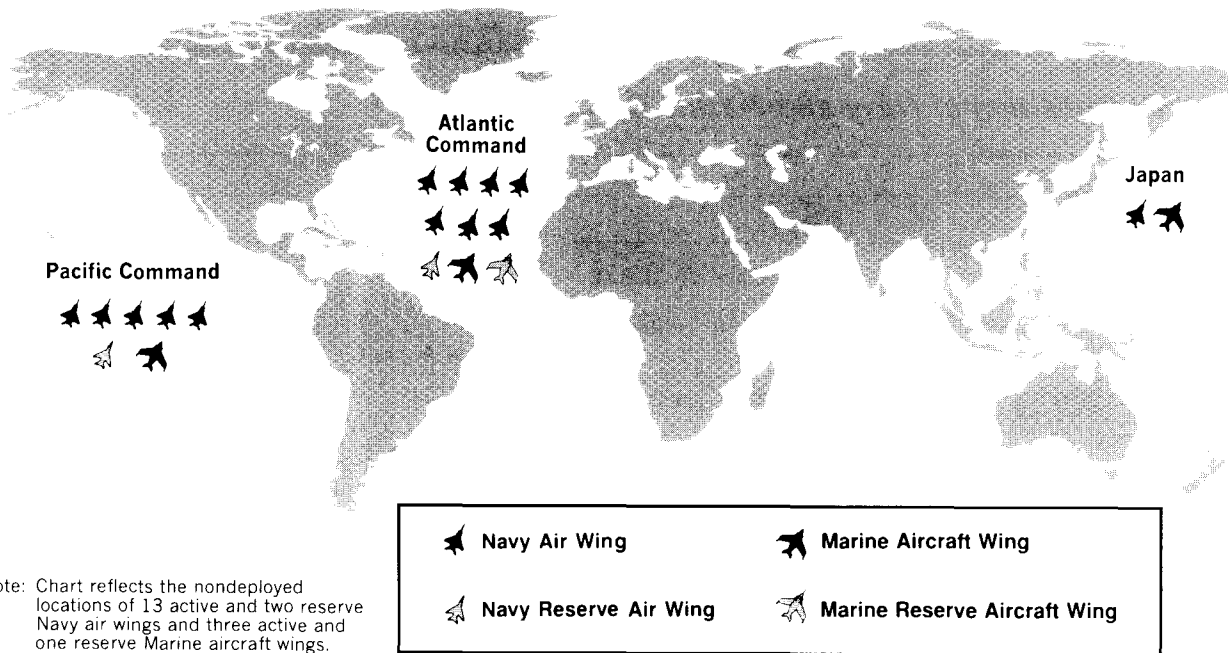 Atlantic
Command
Japan
Pacific Command
Navy Air Wing
Marine Aircraft Wing
Navy Reserve Air Wing
Marine Reserve Aircraft Wing
ote: Chart reflects the nondeployed
locations of 13 active and two reserve
Navy air wings and three active and
one reserve Marine aircraft wings.